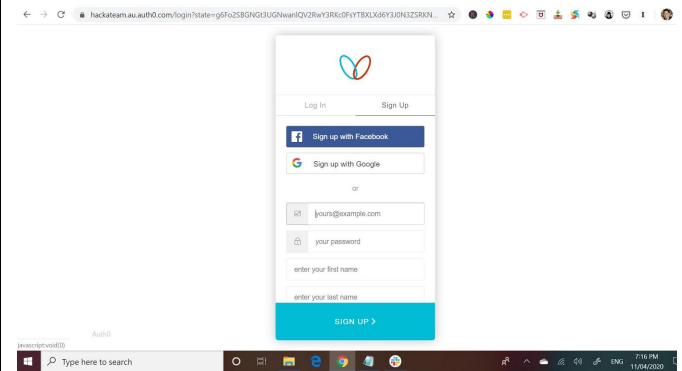 hackateam.au.auth0.com/login?state=g6Fo2SBGNGt3UGNwanlQV2RwY3RKc0FsYTBXLXd6Y3J0N3ZSRKN...
Log In Sign Up
Sign up with Facebook
Sign up with Google
or
yours@example.com
your password
enter your first name
enter your last name
SIGN UP >
Auth0
javascript:void(0)
Type here to search
ENG
7:16 PM
11/04/2020